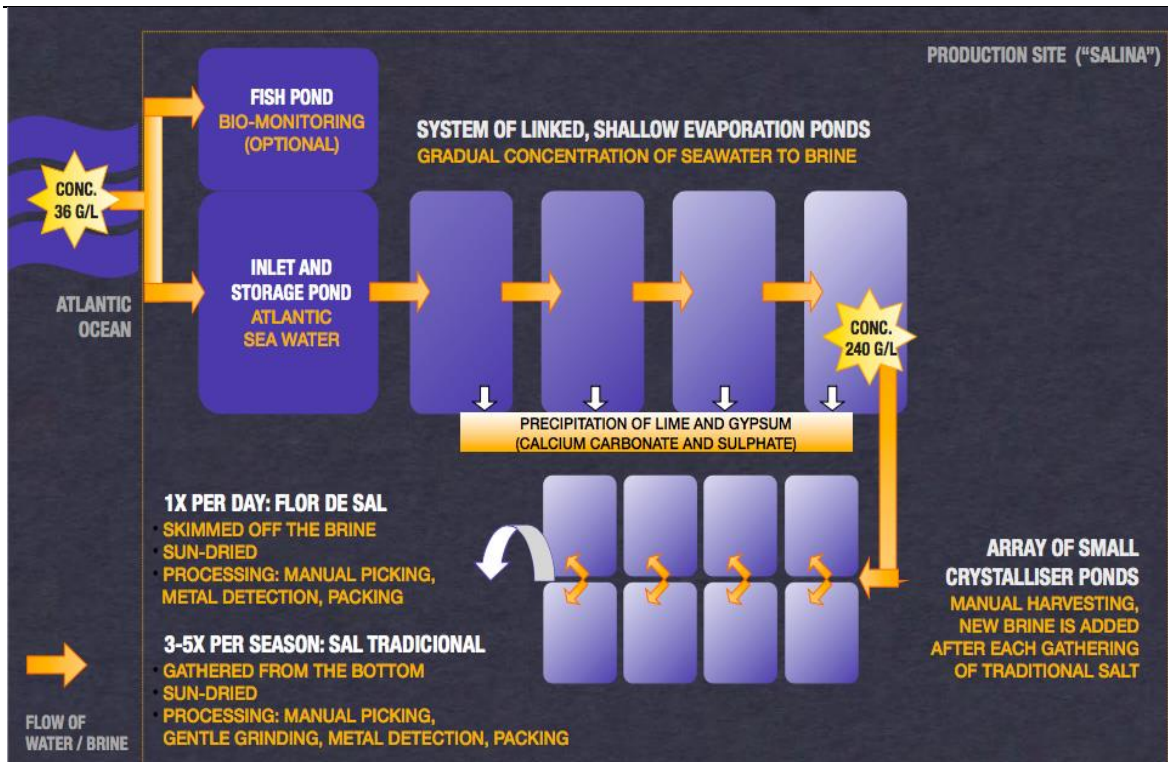 PRODUCTION SITE ("SALINA")
FISH POND
BIO-MONITORING
(OPTIONAL)
SYSTEM OF LINKED, SHALLOW EVAPORATION PONDS
GRADUAL CONCENTRATION OF SEAWATER TO BRINE
CONC.
36 G/L
ATLANTIC
OCEAN
INLET AND
STORAGE POND
ATLANTIC
SEA WATER
CONC.
240 G/L
PRECIPITATION OF LIME AND GYPSUM
(CALCIUM CARBONATE AND SULPHATE)
1X PER DAY: FLOR DE SAL
• SKIMMED OFF THE BRINE
• SUN-DRIED
• PROCESSING: MANUAL PICKING,
METAL DETECTION, PACKING
3-5X PER SEASON: SAL TRADICIONAL
• GATHERED FROM THE BOTTOM
• SUN-DRIED
• PROCESSING: MANUAL PICKING,
GENTLE GRINDING, METAL DETECTION, PACKING
ARRAY OF SMALL
CRYSTALLISER PONDS
MANUAL HARVESTING,
NEW BRINE IS ADDED
AFTER EACH GATHERING
OF TRADITIONAL SALT
FLOW OF
WATER / BRINE